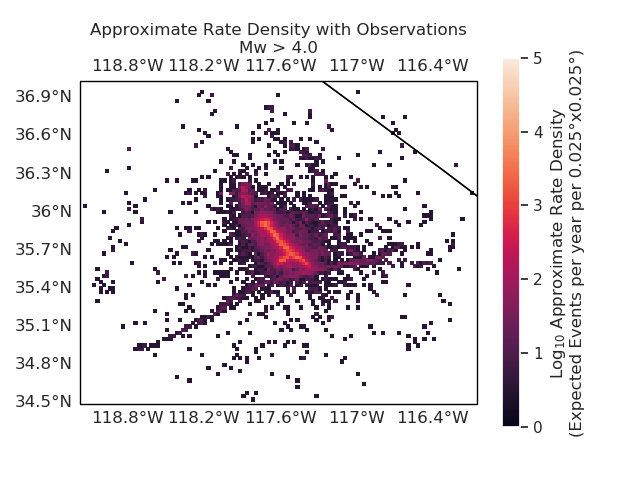 Approximate Rate Density with Observations
Mw > 4.0
118.8°W 118.2°W 117.6°W 117°W 116.4°W
36.9°N
36.6°N
36.3°N
36°N
35.7°N
35.4°N
35.1°N
34.8°N
34.5°N
118.8°W 118.2°W 117.6°W 117°W 116.4°W
5
4
3
2
1
0
Log₁₀ Approximate Rate Density
(Expected Events per year per 0.025°x0.025°)